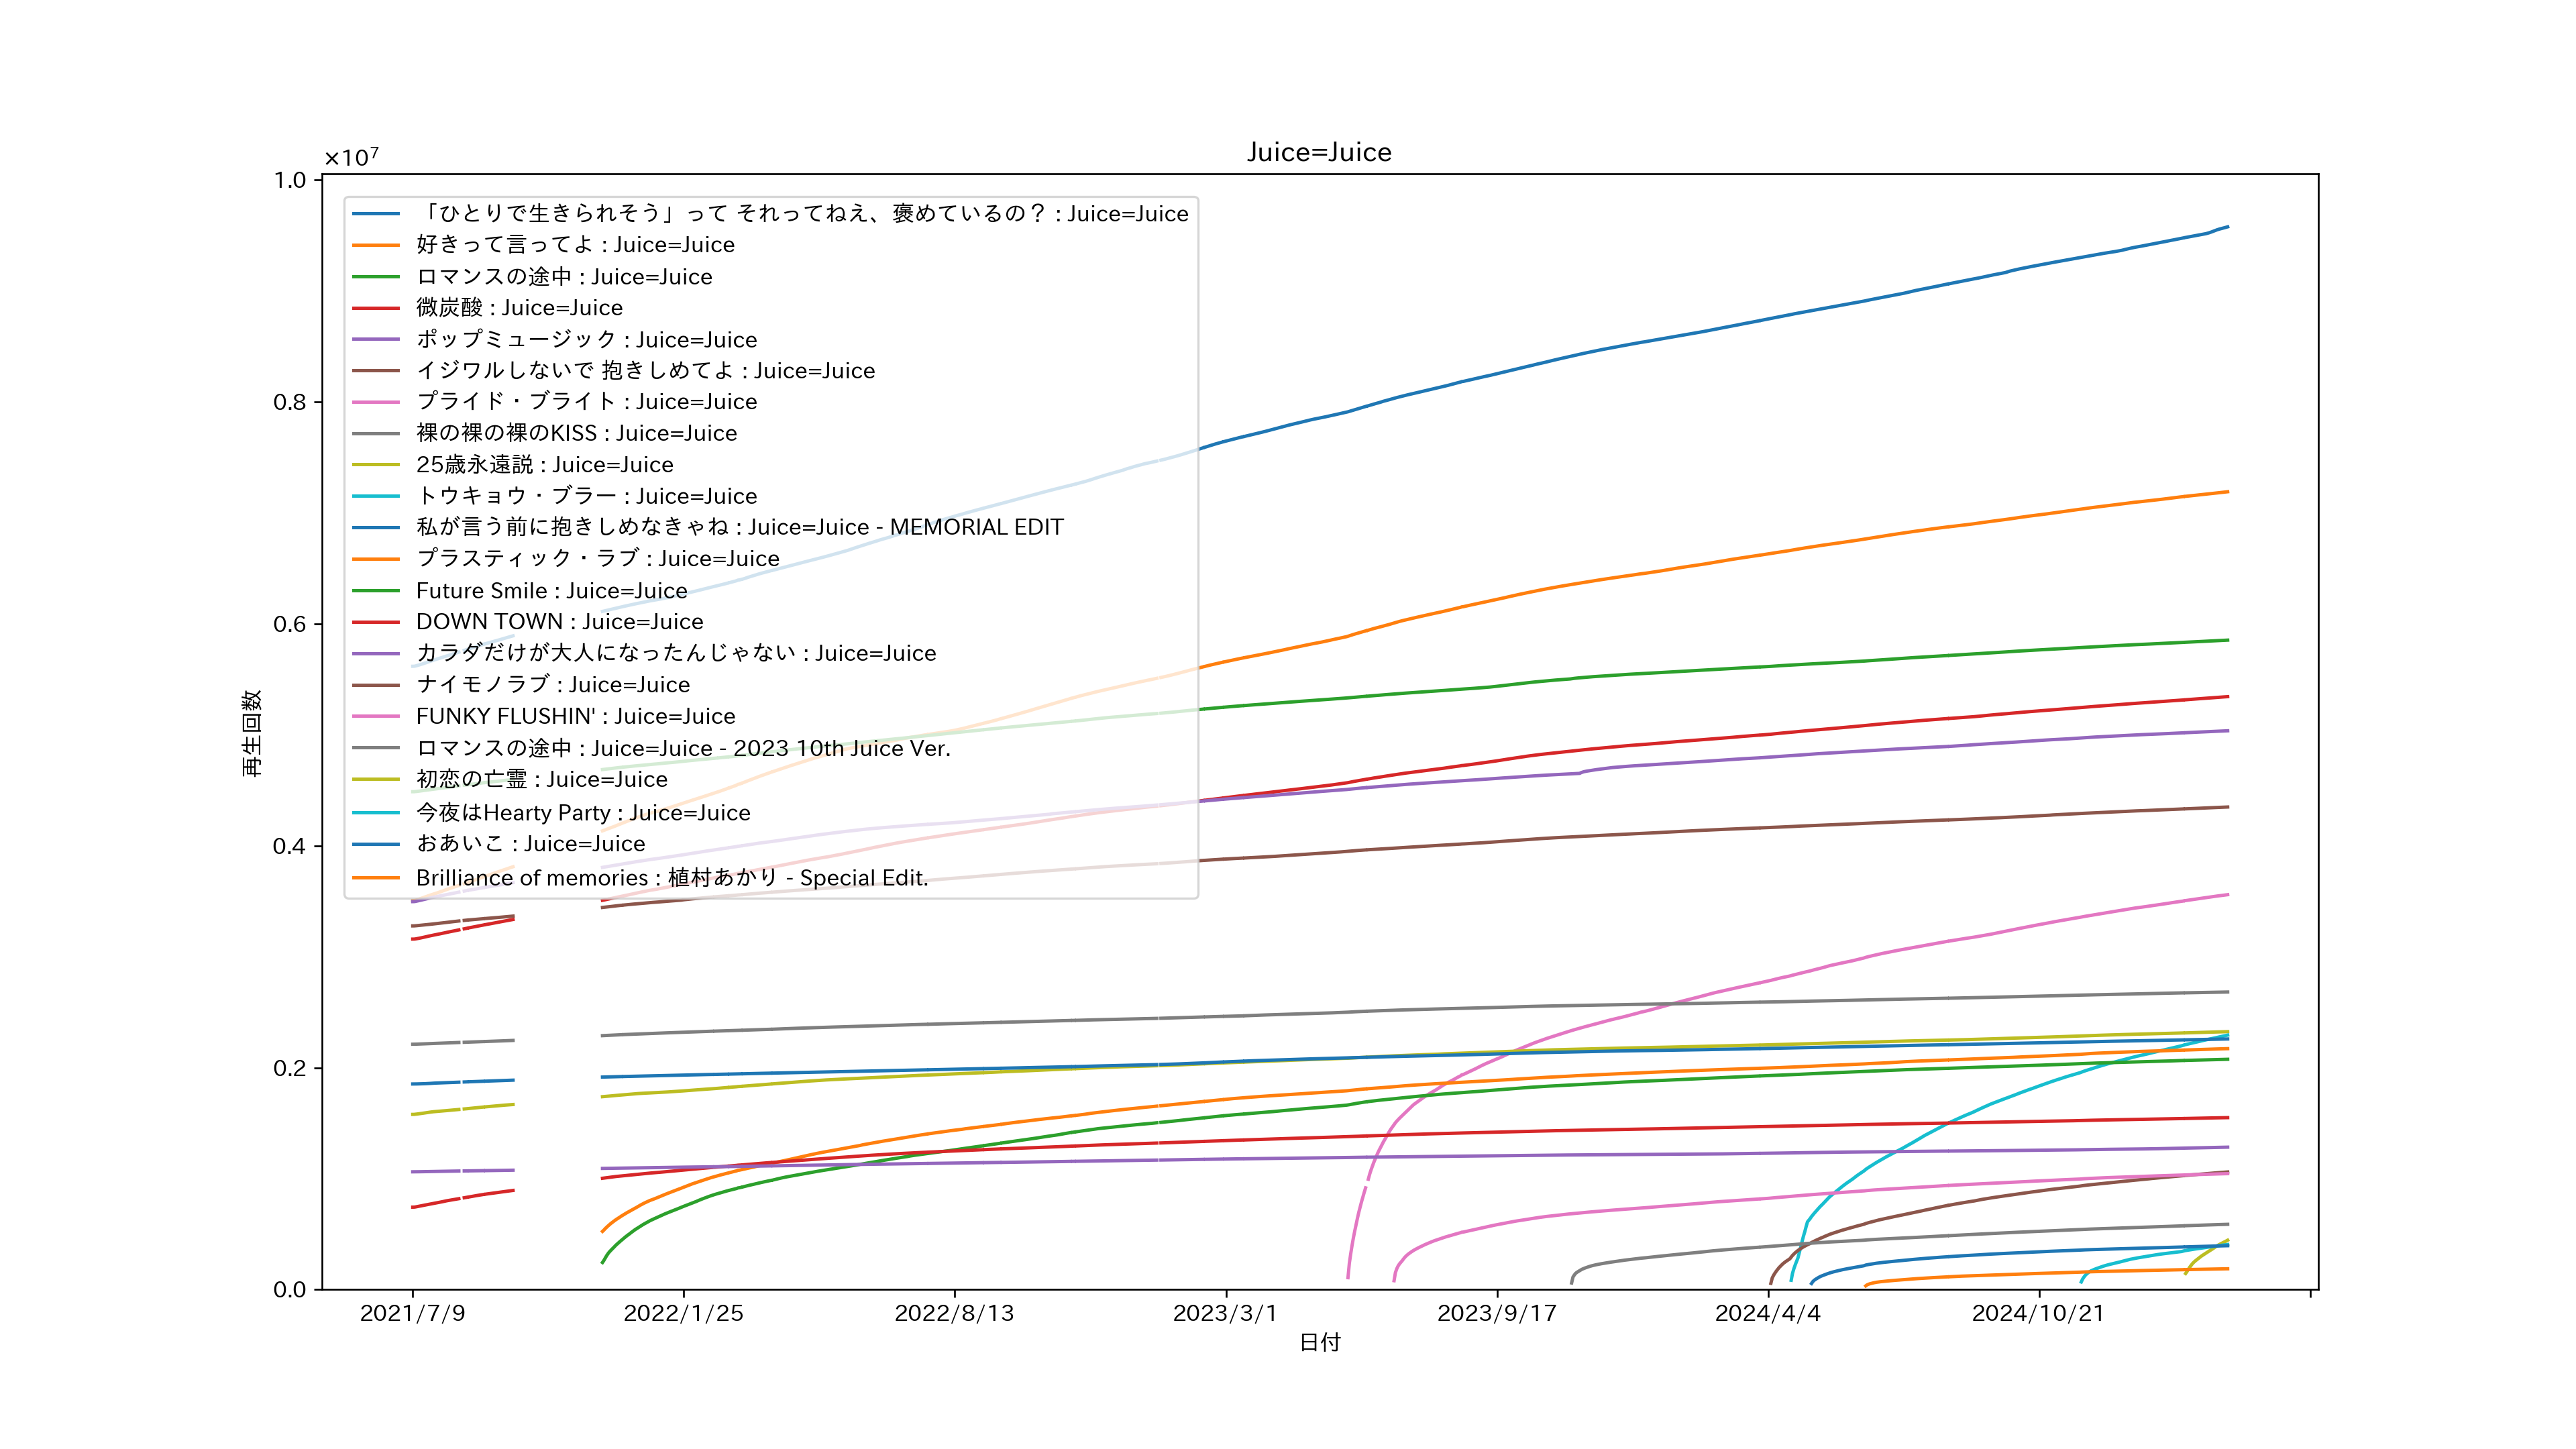 Juice=Juice
×10⁷
1.0
0.8
0.6
0.4
0.2
0.0
再生回数
「ひとりで生きられそう」って それってねえ、褒めているの? : Juice=Juice
好きって言ってよ : Juice=Juice
ロマンスの途中 : Juice=Juice
微炭酸 : Juice=Juice
ポップミュージック : Juice=Juice
イジワルしないで 抱きしめてよ : Juice=Juice
プライド・ブライト : Juice=Juice
裸の裸の裸のKISS : Juice=Juice
25歳永遠説 : Juice=Juice
トウキョウ・ブラー : Juice=Juice
私が言う前に抱きしめなきゃね : Juice=Juice - MEMORIAL EDIT
プラスティック・ラブ : Juice=Juice
Future Smile : Juice=Juice
DOWN TOWN : Juice=Juice
カラダだけが大人になったんじゃない : Juice=Juice
ナイモノラブ : Juice=Juice
FUNKY FLUSHIN' : Juice=Juice
ロマンスの途中 : Juice=Juice - 2023 10th Juice Ver.
初恋の亡霊 : Juice=Juice
今夜はHearty Party : Juice=Juice
おあいこ : Juice=Juice
Brilliance of memories : 植村あかり - Special Edit.
2021/7/9 2022/1/25 2022/8/13 2023/3/1 2023/9/17 2024/4/4 2024/10/21
日付